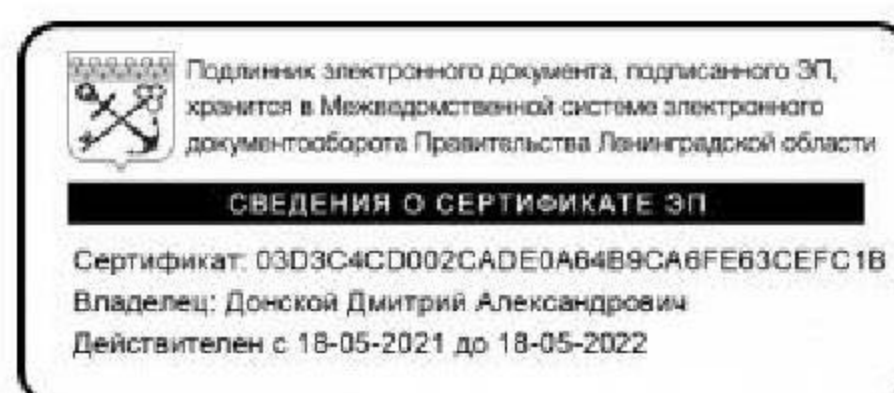 Подлинник электронного документа, подписанного ЭП,
хранится в Межведомственной системе электронного
документооборота Правительства Ленинградской области
СВЕДЕНИЯ О СЕРТИФИКАТЕ ЭП
Сертификат: 03D3C4CD002CADE0A64B9CA6FE63CEFC1B
Владелец: Донской Дмитрий Александрович
Действителен с 18-05-2021 до 18-05-2022